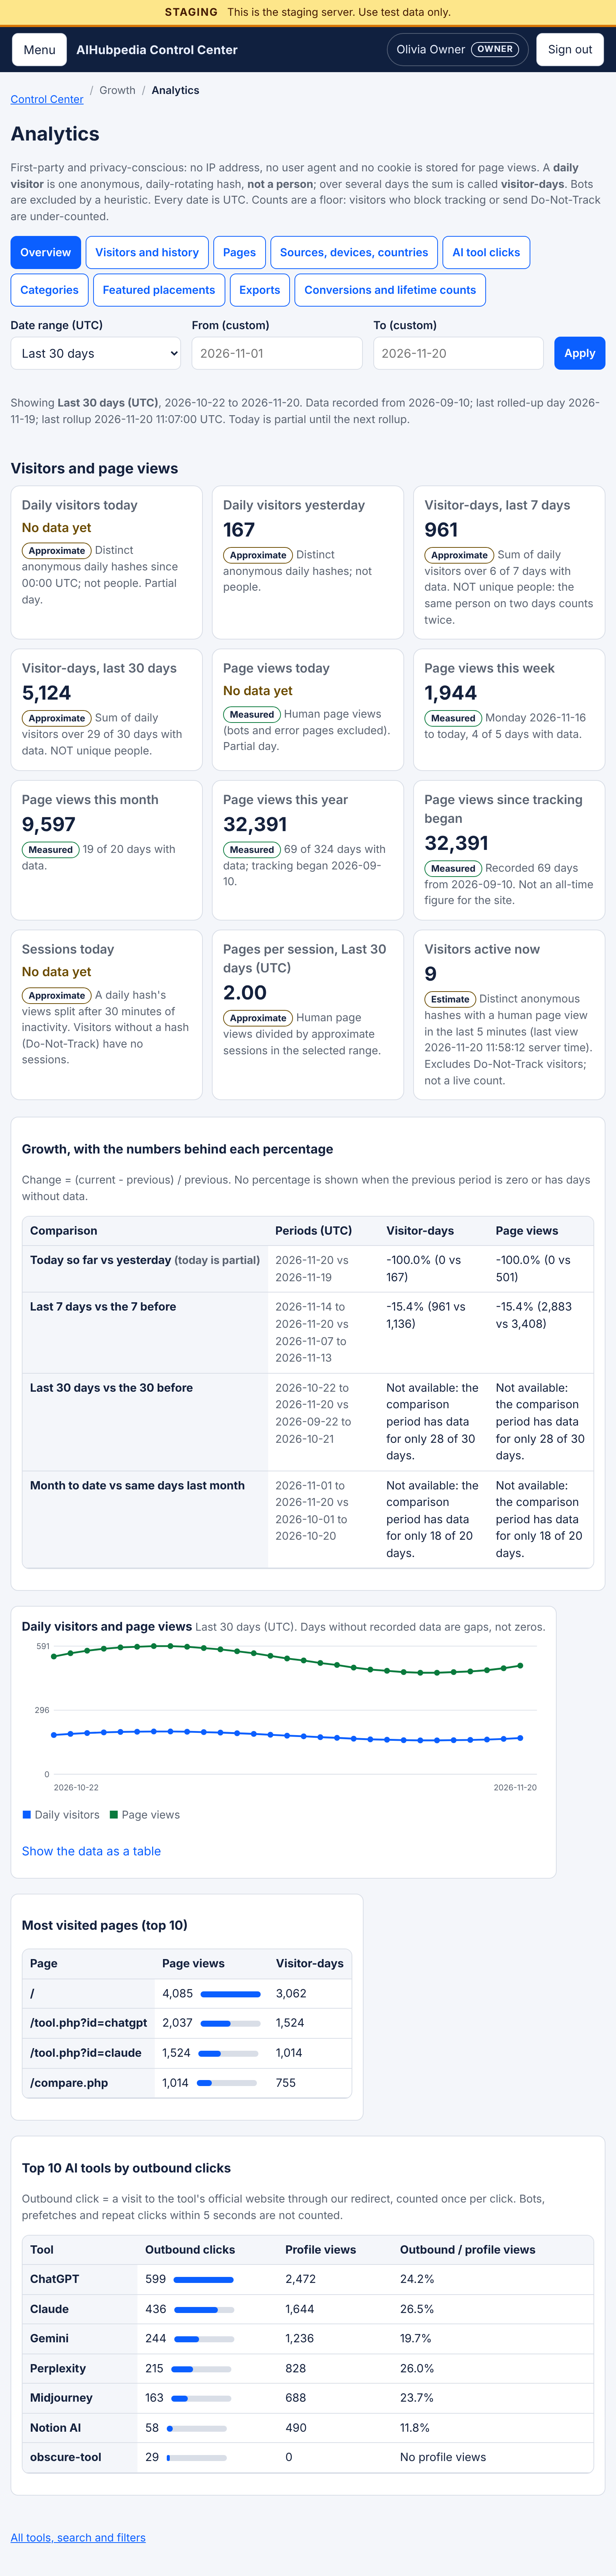 STAGING This is the staging server. Use test data only.
Menu
AIHubpedia Control Center
Olivia Owner OWNER
Sign out
Control Center / Growth / Analytics
Analytics
First-party and privacy-conscious: no IP address, no user agent and no cookie is stored for page views. A daily
visitor is one anonymous, daily-rotating hash, not a person; over several days the sum is called visitor-days. Bots
are excluded by a heuristic. Every date is UTC. Counts are a floor: visitors who block tracking or send Do-Not-Track
are under-counted.
Overview
Visitors and history
Pages
Sources, devices, countries
AI tool clicks
Categories
Featured placements
Exports
Conversions and lifetime counts
Date range (UTC)
Last 30 days
From (custom)
2026-11-01
To (custom)
2026-11-20
Apply
Showing Last 30 days (UTC), 2026-10-22 to 2026-11-20. Data recorded from 2026-09-10; last rolled-up day 2026-
11-19; last rollup 2026-11-20 11:07:00 UTC. Today is partial until the next rollup.
Visitors and page views
Daily visitors today
No data yet
Approximate Distinct
anonymous daily hashes since
00:00 UTC; not people. Partial
day.
Daily visitors yesterday
167
Approximate Distinct
anonymous daily hashes; not
people.
Visitor-days, last 7 days
961
Approximate Sum of daily
visitors over 6 of 7 days with
data. NOT unique people: the
same person on two days counts
twice.
Visitor-days, last 30 days
5,124
Approximate Sum of daily
visitors over 29 of 30 days with
data. NOT unique people.
Page views today
No data yet
Measured Human page views
(bots and error pages excluded).
Partial day.
Page views this week
1,944
Measured Monday 2026-11-16
to today, 4 of 5 days with data.
Page views this month
9,597
Measured 19 of 20 days with
data.
Page views this year
32,391
Measured 69 of 324 days with
data; tracking began 2026-09-
10.
Page views since tracking
began
32,391
Measured Recorded 69 days
from 2026-09-10. Not an all-time
figure for the site.
Sessions today
No data yet
Approximate A daily hash's
views split after 30 minutes of
inactivity. Visitors without a hash
(Do-Not-Track) have no
sessions.
Pages per session, Last 30
days (UTC)
2.00
Approximate Human page
views divided by approximate
sessions in the selected range.
Visitors active now
9
Estimate Distinct anonymous
hashes with a human page view
in the last 5 minutes (last view
2026-11-20 11:58:12 server time).
Excludes Do-Not-Track visitors;
not a live count.
Growth, with the numbers behind each percentage
Change = (current - previous) / previous. No percentage is shown when the previous period is zero or has days
without data.
Comparison Periods (UTC) Visitor-days Page views
Today so far vs yesterday (today is partial)
2026-11-20 vs
2026-11-19
-100.0% (0 vs
167)
-100.0% (0 vs
501)
Last 7 days vs the 7 before
2026-11-14 to
2026-11-20 vs
2026-11-07 to
2026-11-13
-15.4% (961 vs
1,136)
-15.4% (2,883
vs 3,408)
Last 30 days vs the 30 before
2026-10-22 to
2026-11-20 vs
2026-09-22 to
2026-10-21
Not available: the
comparison
period has data
for only 28 of 30
days.
Not available:
the comparison
period has data
for only 28 of 30
days.
Month to date vs same days last month
2026-11-01 to
2026-11-20 vs
2026-10-01 to
2026-10-20
Not available: the
comparison
period has data
for only 18 of 20
days.
Not available:
the comparison
period has data
for only 18 of 20
days.
Daily visitors and page views Last 30 days (UTC). Days without recorded data are gaps, not zeros.
591
296
0
2026-10-22 2026-11-20
Daily visitors Page views
Show the data as a table
Most visited pages (top 10)
Page Page views Visitor-days
/ 4,085 3,062
/tool.php?id=chatgpt 2,037 1,524
/tool.php?id=claude 1,524 1,014
/compare.php 1,014 755
Top 10 AI tools by outbound clicks
Outbound click = a visit to the tool's official website through our redirect, counted once per click. Bots,
prefetches and repeat clicks within 5 seconds are not counted.
Tool Outbound clicks Profile views Outbound / profile views
ChatGPT 599 2,472 24.2%
Claude 436 1,644 26.5%
Gemini 244 1,236 19.7%
Perplexity 215 828 26.0%
Midjourney 163 688 23.7%
Notion AI 58 490 11.8%
obscure-tool 29 0 No profile views
All tools, search and filters